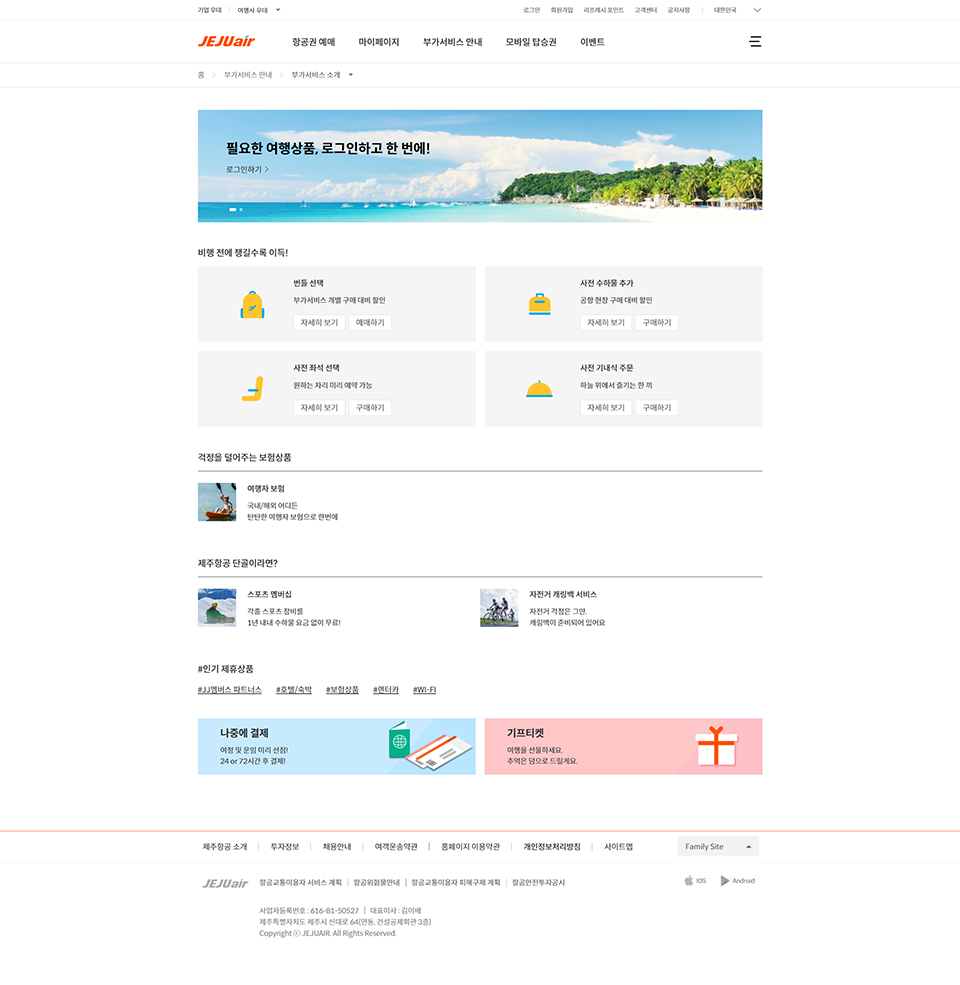 기업 우대
여행사 우대
로그인
회원가입
리프레시 포인트
고객센터
공지사항
대한민국
JEJUair
항공권 예매
마이페이지
부가서비스 안내
모바일 탑승권
이벤트
홈
부가서비스 안내
부가서비스 소개
필요한 여행상품, 로그인하고 한 번에!
로그인하기
비행 전에 챙길수록 이득!
번들 선택
부가서비스 개별 구매 대비 할인
자세히 보기
예매하기
사전 수하물 추가
공항 현장 구매 대비 할인
자세히 보기
구매하기
사전 좌석 선택
원하는 자리 미리 예약 가능
자세히 보기
구매하기
사전 기내식 주문
하늘 위에서 즐기는 한 끼
자세히 보기
구매하기
걱정을 덜어주는 보험상품
여행자 보험
국내/해외 어디든
탄탄한 여행자 보험으로 한번에
제주항공 단골이라면?
스포츠 멤버십
각종 스포츠 장비를
1년 내내 수하물 요금 없이 무료!
자전거 캐링백 서비스
자전거 걱정은 그만,
캐링백이 준비되어 있어요
#인기 제휴상품
#JJ멤버스 파트너스
#호텔/숙박
#보험상품
#렌터카
#WI-FI
나중에 결제
여정 및 운임 미리 선점!
24 or 72시간 후 결제!
기프티켓
여행을 선물하세요.
추억은 덤으로 드릴게요.
제주항공 소개
투자정보
채용안내
여객운송약관
홈페이지 이용약관
개인정보처리방침
사이트맵
Family Site
JEJUair
항공교통이용자 서비스 계획
항공위험물안내
항공교통이용자 피해구제 계획
항공안전투자공시
IOS
Android
사업자등록번호 : 616-81-50527
대표이사 : 김이배
제주특별자치도 제주시 신대로 64(연동, 건설공제회관 3층)
Copyright ⓒ JEJUAIR. All Rights Reserved.